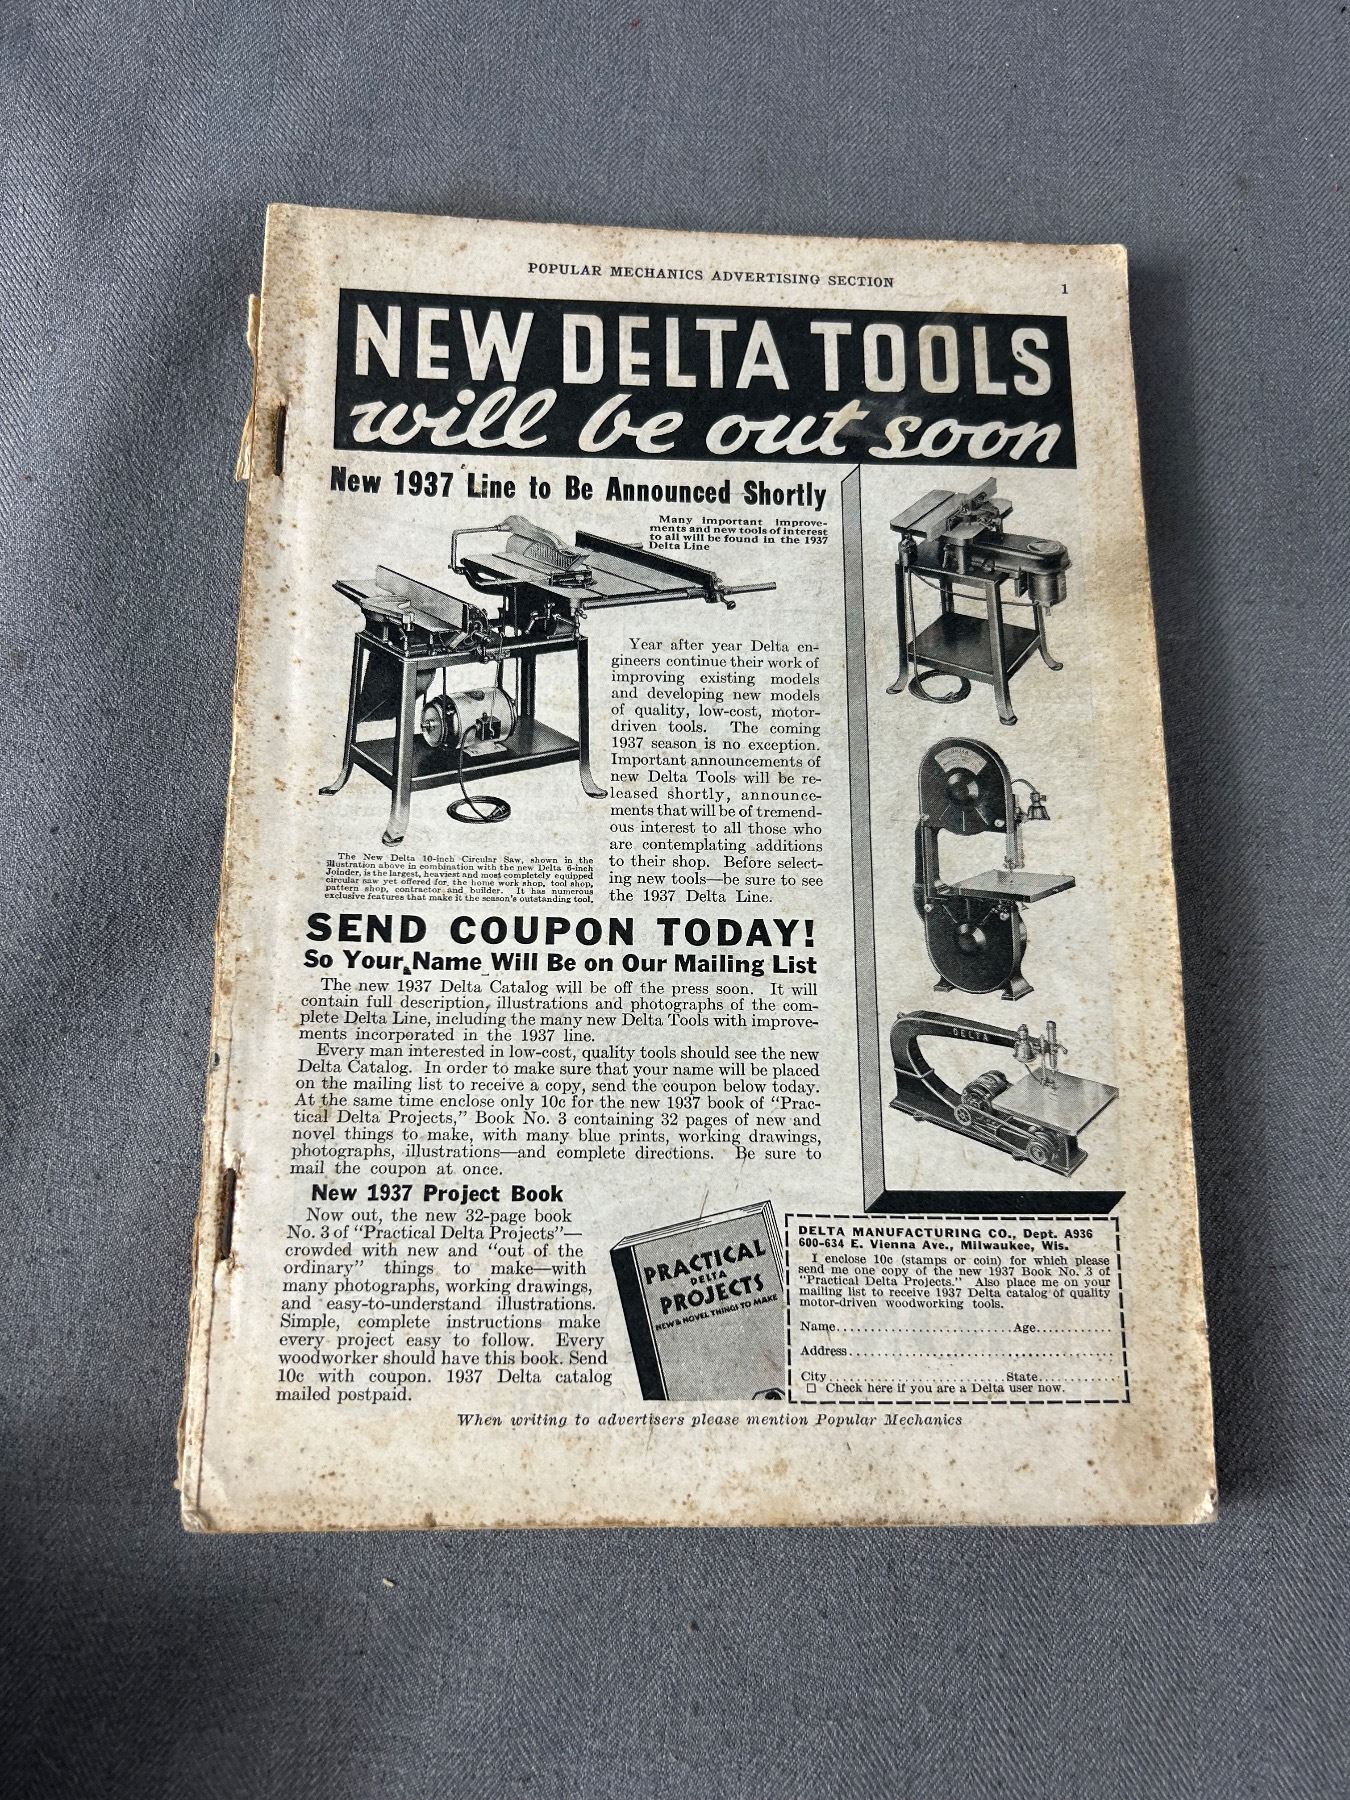 POPULAR MECHANICS ADVERTISING SECTION
1
NEW DELTA TOOLS
will be out soon
New 1937 Line to Be Announced Shortly
Many important improve-
ments and new tools of interest
to all will be found in the 1937
Delta Line
Year after year Delta en-
gineers continue their work of
improving existing models
and developing new models
of quality, low-cost, motor-
driven tools. The coming
1937 season is no exception.
Important announcements of
new Delta Tools will be re-
leased shortly, announce-
ments that will be of tremend-
ous interest to all those who
are contemplating additions
to their shop. Before select-
ing new tools—be sure to see
the 1937 Delta Line.
The New Delta 10-inch Circular Saw, shown in the
illustration above in combination with the new Delta 6-inch
Joinder, is the largest, heaviest and most completely equipped
circular saw yet offered for the home work shop, tool shop,
pattern shop, contractor and builder. It has numerous
exclusive features that make it the season's outstanding tool.
DELTA
SEND COUPON TODAY!
So Your Name Will Be on Our Mailing List
The new 1937 Delta Catalog will be off the press soon. It will
contain full description, illustrations and photographs of the com-
plete Delta Line, including the many new Delta Tools with improve-
ments incorporated in the 1937 line.
Every man interested in low-cost, quality tools should see the new
Delta Catalog. In order to make sure that your name will be placed
on the mailing list to receive a copy, send the coupon below today.
At the same time enclose only 10c for the new 1937 book of "Prac-
tical Delta Projects," Book No. 3 containing 32 pages of new and
novel things to make, with many blue prints, working drawings,
photographs, illustrations—and complete directions. Be sure to
mail the coupon at once.
DELTA
New 1937 Project Book
Now out, the new 32-page book
No. 3 of "Practical Delta Projects"—
crowded with new and "out of the
ordinary" things to make—with
many photographs, working drawings,
and easy-to-understand illustrations.
Simple, complete instructions make
every project easy to follow. Every
woodworker should have this book. Send
10c with coupon. 1937 Delta catalog
mailed postpaid.
PRACTICAL
DELTA
PROJECTS
NEW & NOVEL THINGS TO MAKE
DELTA MANUFACTURING CO., Dept. A936
600-634 E. Vienna Ave., Milwaukee, Wis.
I enclose 10c (stamps or coin) for which please
send me one copy of the new 1937 Book No. 3 of
"Practical Delta Projects." Also place me on your
mailing list to receive 1937 Delta catalog of quality
motor-driven woodworking tools.
Name........................Age...........
Address....................................
City........................State............
☐ Check here if you are a Delta user now.
When writing to advertisers please mention Popular Mechanics